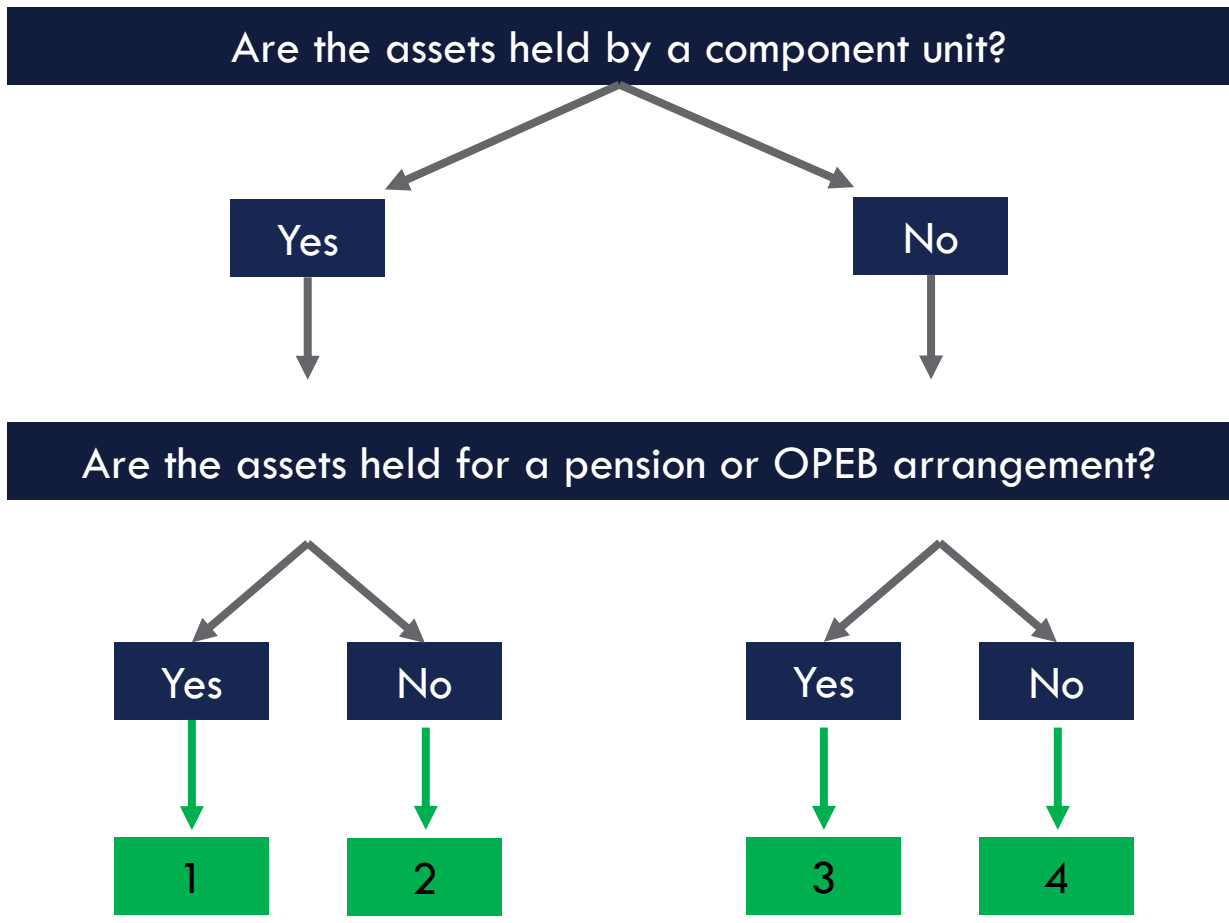 Are the assets held by a component unit?
Yes
No
Are the assets held for a pension or OPEB arrangement?
Yes
No
Yes
No
1
2
3
4